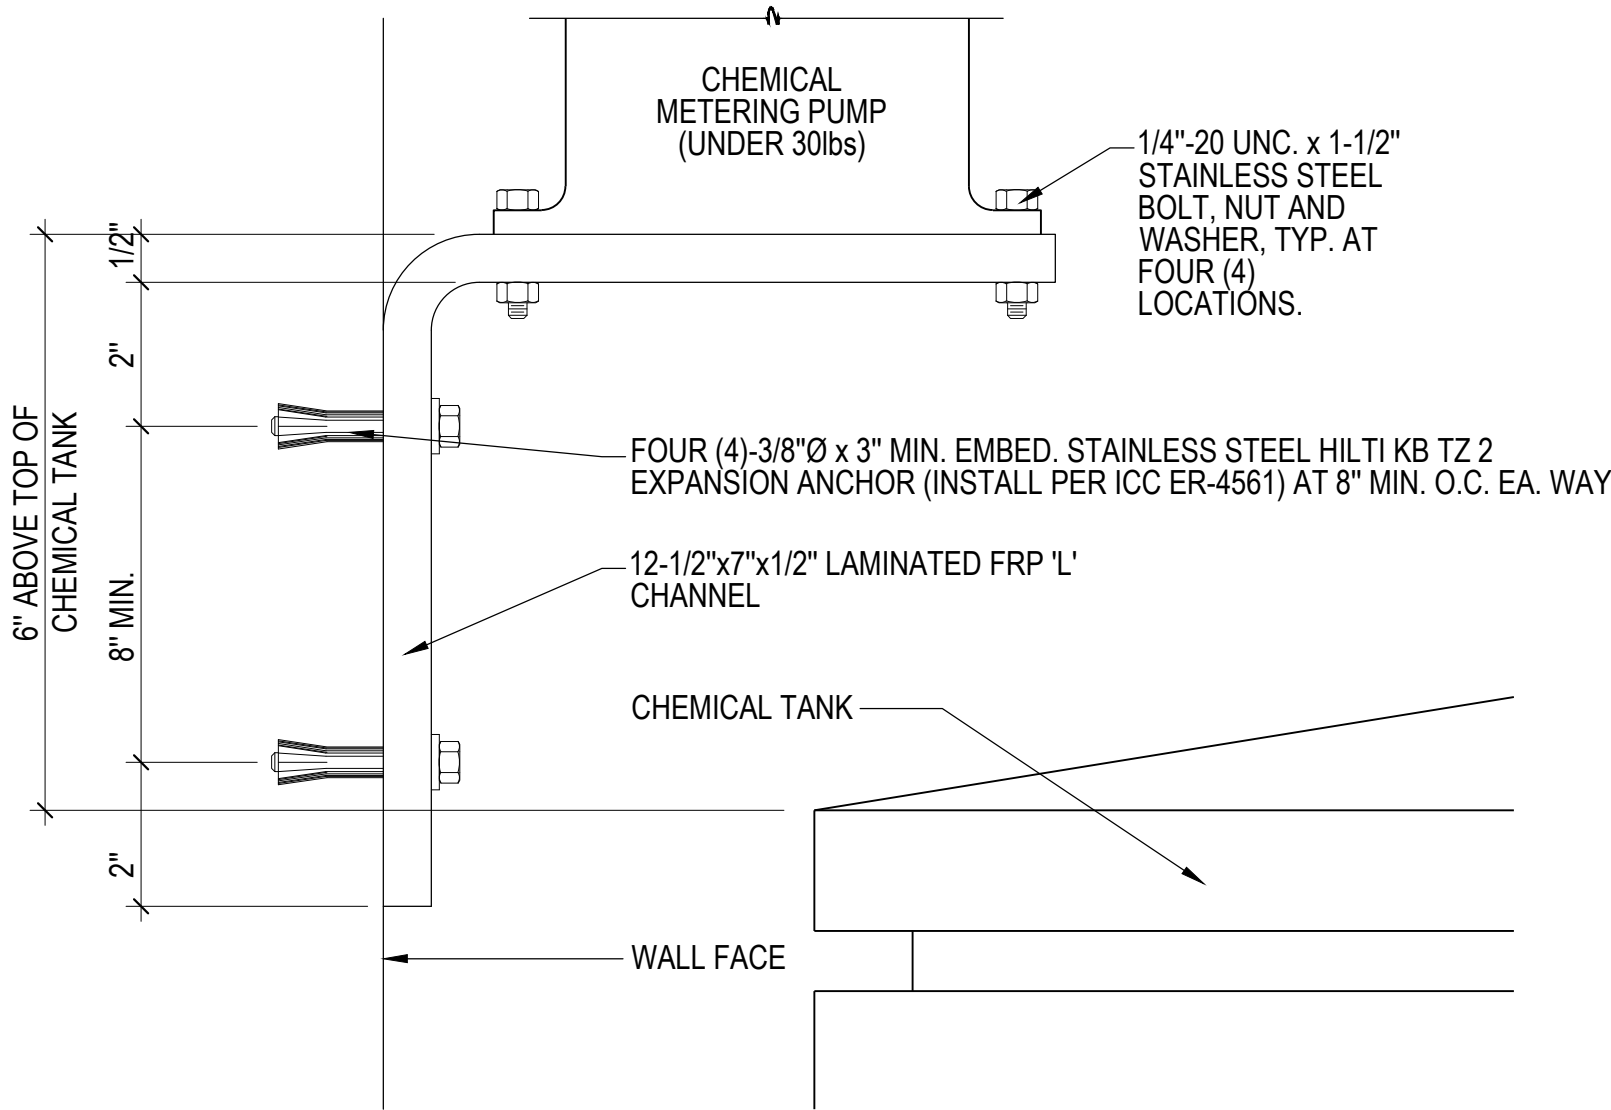 CHEMICAL
METERING PUMP
(UNDER 30lbs)
1/4"-20 UNC. x 1-1/2"
STAINLESS STEEL
BOLT, NUT AND
WASHER, TYP. AT
FOUR (4)
LOCATIONS.
1/2"
2"
6" ABOVE TOP OF
CHEMICAL TANK
8" MIN.
2"
FOUR (4)-3/8"Ø x 3" MIN. EMBED. STAINLESS STEEL HILTI KB TZ 2
EXPANSION ANCHOR (INSTALL PER ICC ER-4561) AT 8" MIN. O.C. EA. WAY
12-1/2"x7"x1/2" LAMINATED FRP 'L'
CHANNEL
CHEMICAL TANK
WALL FACE